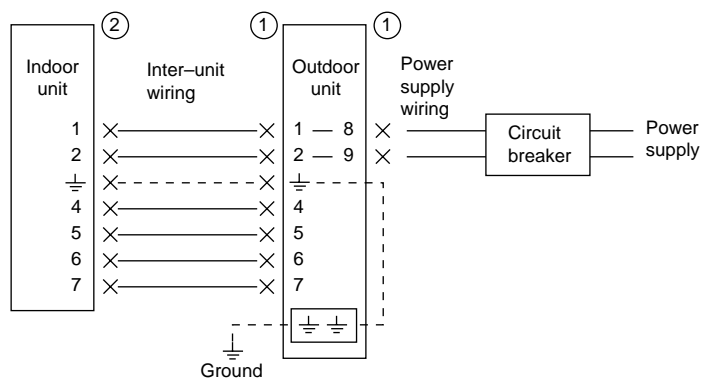 2
1
1
Indoor
unit
Inter–unit
wiring
Outdoor
unit
Power
supply
wiring
Circuit
breaker
Power
supply
1
1 — 8
2
2 — 9
4
4
5
5
6
6
7
7
Ground